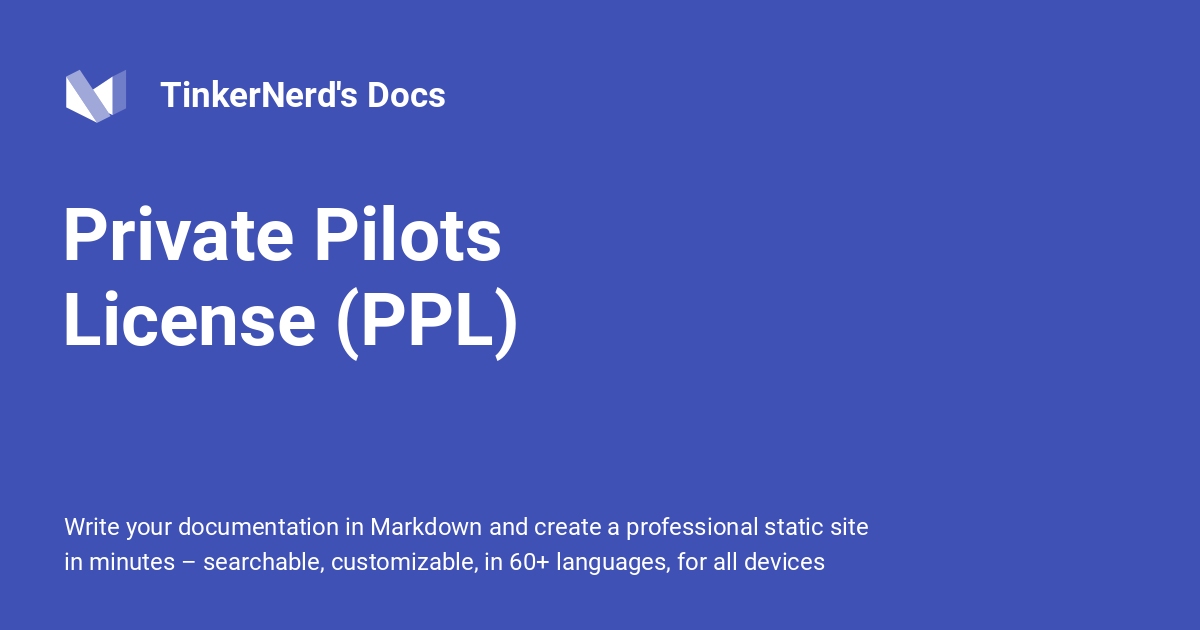 TinkerNerd's Docs
Private Pilots
License (PPL)
Write your documentation in Markdown and create a professional static site
in minutes – searchable, customizable, in 60+ languages, for all devices